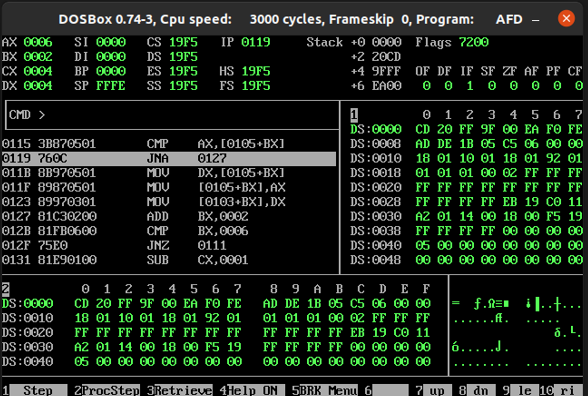 DOSBox 0.74-3, Cpu speed: 3000 cycles, Frameskip 0, Program: AFD
AX 0006 SI 0000 CS 19F5 IP 0119 Stack +0 0000 Flags 7200
BX 0002 DI 0000 DS 19F5 +2 20CD
CX 0004 BP 0000 ES 19F5 HS 19F5 +4 9FFF OF DF IF SF ZF AF PF CF
DX 0004 SP FFFE SS 19F5 FS 19F5 +6 EA00 0 0 1 0 0 0 0 0
CMD >
1 0 1 2 3 4 5 6 7
DS:0000 CD 20 FF 9F 00 EA F0 FE
0115 3B870501 CMP AX,[0105+BX] DS:0008 AD DE 1B 05 C5 06 00 00
0119 760C JNA 0127 DS:0010 18 01 10 01 18 01 92 01
011B 8B970501 MOV DX,[0105+BX] DS:0018 01 01 01 00 02 FF FF FF
011F 89870501 MOV [0105+BX],AX DS:0020 FF FF FF FF FF FF FF FF
0123 89970301 MOV [0103+BX],DX DS:0028 FF FF FF FF EB 19 C0 11
0127 81C30200 ADD BX,0002 DS:0030 A2 01 14 00 18 00 F5 19
012B 81FB0600 CMP BX,0006 DS:0038 FF FF FF FF 00 00 00 00
012F 75E0 JNZ 0111 DS:0040 05 00 00 00 00 00 00 00
0131 81E90100 SUB CX,0001 DS:0048 00 00 00 00 00 00 00 00
2 0 1 2 3 4 5 6 7 8 9 A B C D E F
DS:0000 CD 20 FF 9F 00 EA F0 FE AD DE 1B 05 C5 06 00 00
DS:0010 18 01 10 01 18 01 92 01 01 01 01 00 02 FF FF FF
DS:0020 FF FF FF FF FF FF FF FF FF FF FF FF EB 19 C0 11
DS:0030 A2 01 14 00 18 00 F5 19 FF FF FF FF 00 00 00 00
DS:0040 05 00 00 00 00 00 00 00 00 00 00 00 00 00 00 00
1 Step 2ProcStep 3Retrieve 4Help ON 5BRK Menu 6 7 up 8 dn 9 le 10 ri